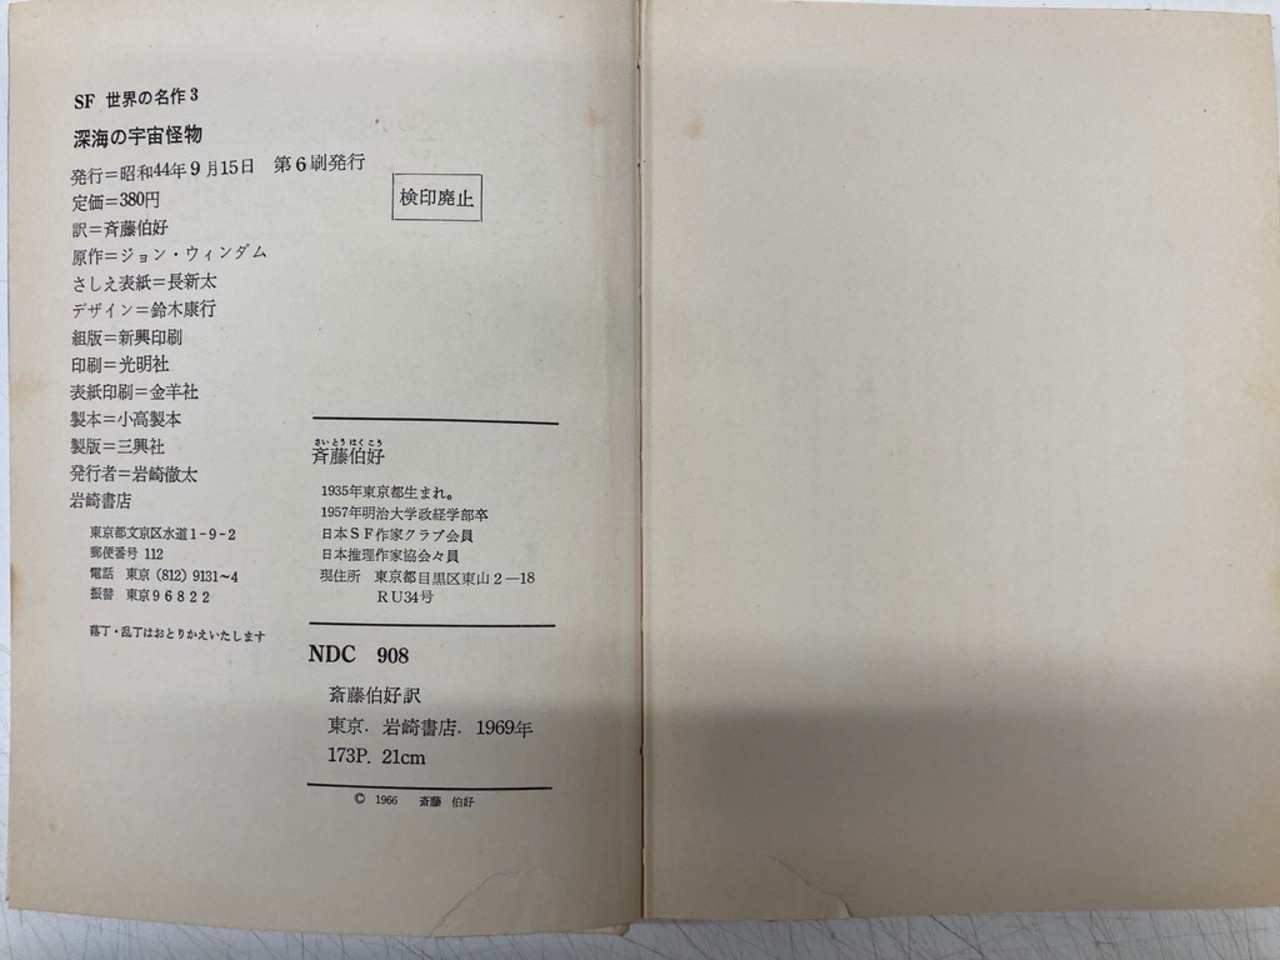 SF 世界の名作3
深海の宇宙怪物
発行＝昭和44年9月15日　第6刷発行
検印廃止
定価＝380円
訳＝斉藤伯好
原作＝ジョン・ウィンダム
さしえ表紙＝長新太
デザイン＝鈴木康行
組版＝新興印刷
印刷＝光明社
表紙印刷＝金羊社
製本＝小高製本
製版＝三興社
発行者＝岩崎徹太
岩崎書店
東京都文京区水道1-9-2
郵便番号 112
電話　東京（812）9131〜4
振替　東京96822
落丁・乱丁はおとりかえいたします
さいとうはくこう
斉藤伯好
1935年東京都生まれ。
1957年明治大学政経学部卒
日本ＳＦ作家クラブ会員
日本推理作家協会々員
現住所　東京都目黒区東山2―18
ＲＵ34号
NDC　908
斎藤伯好訳
東京. 岩崎書店. 1969年
173P. 21cm
© 1966　斎藤　伯好